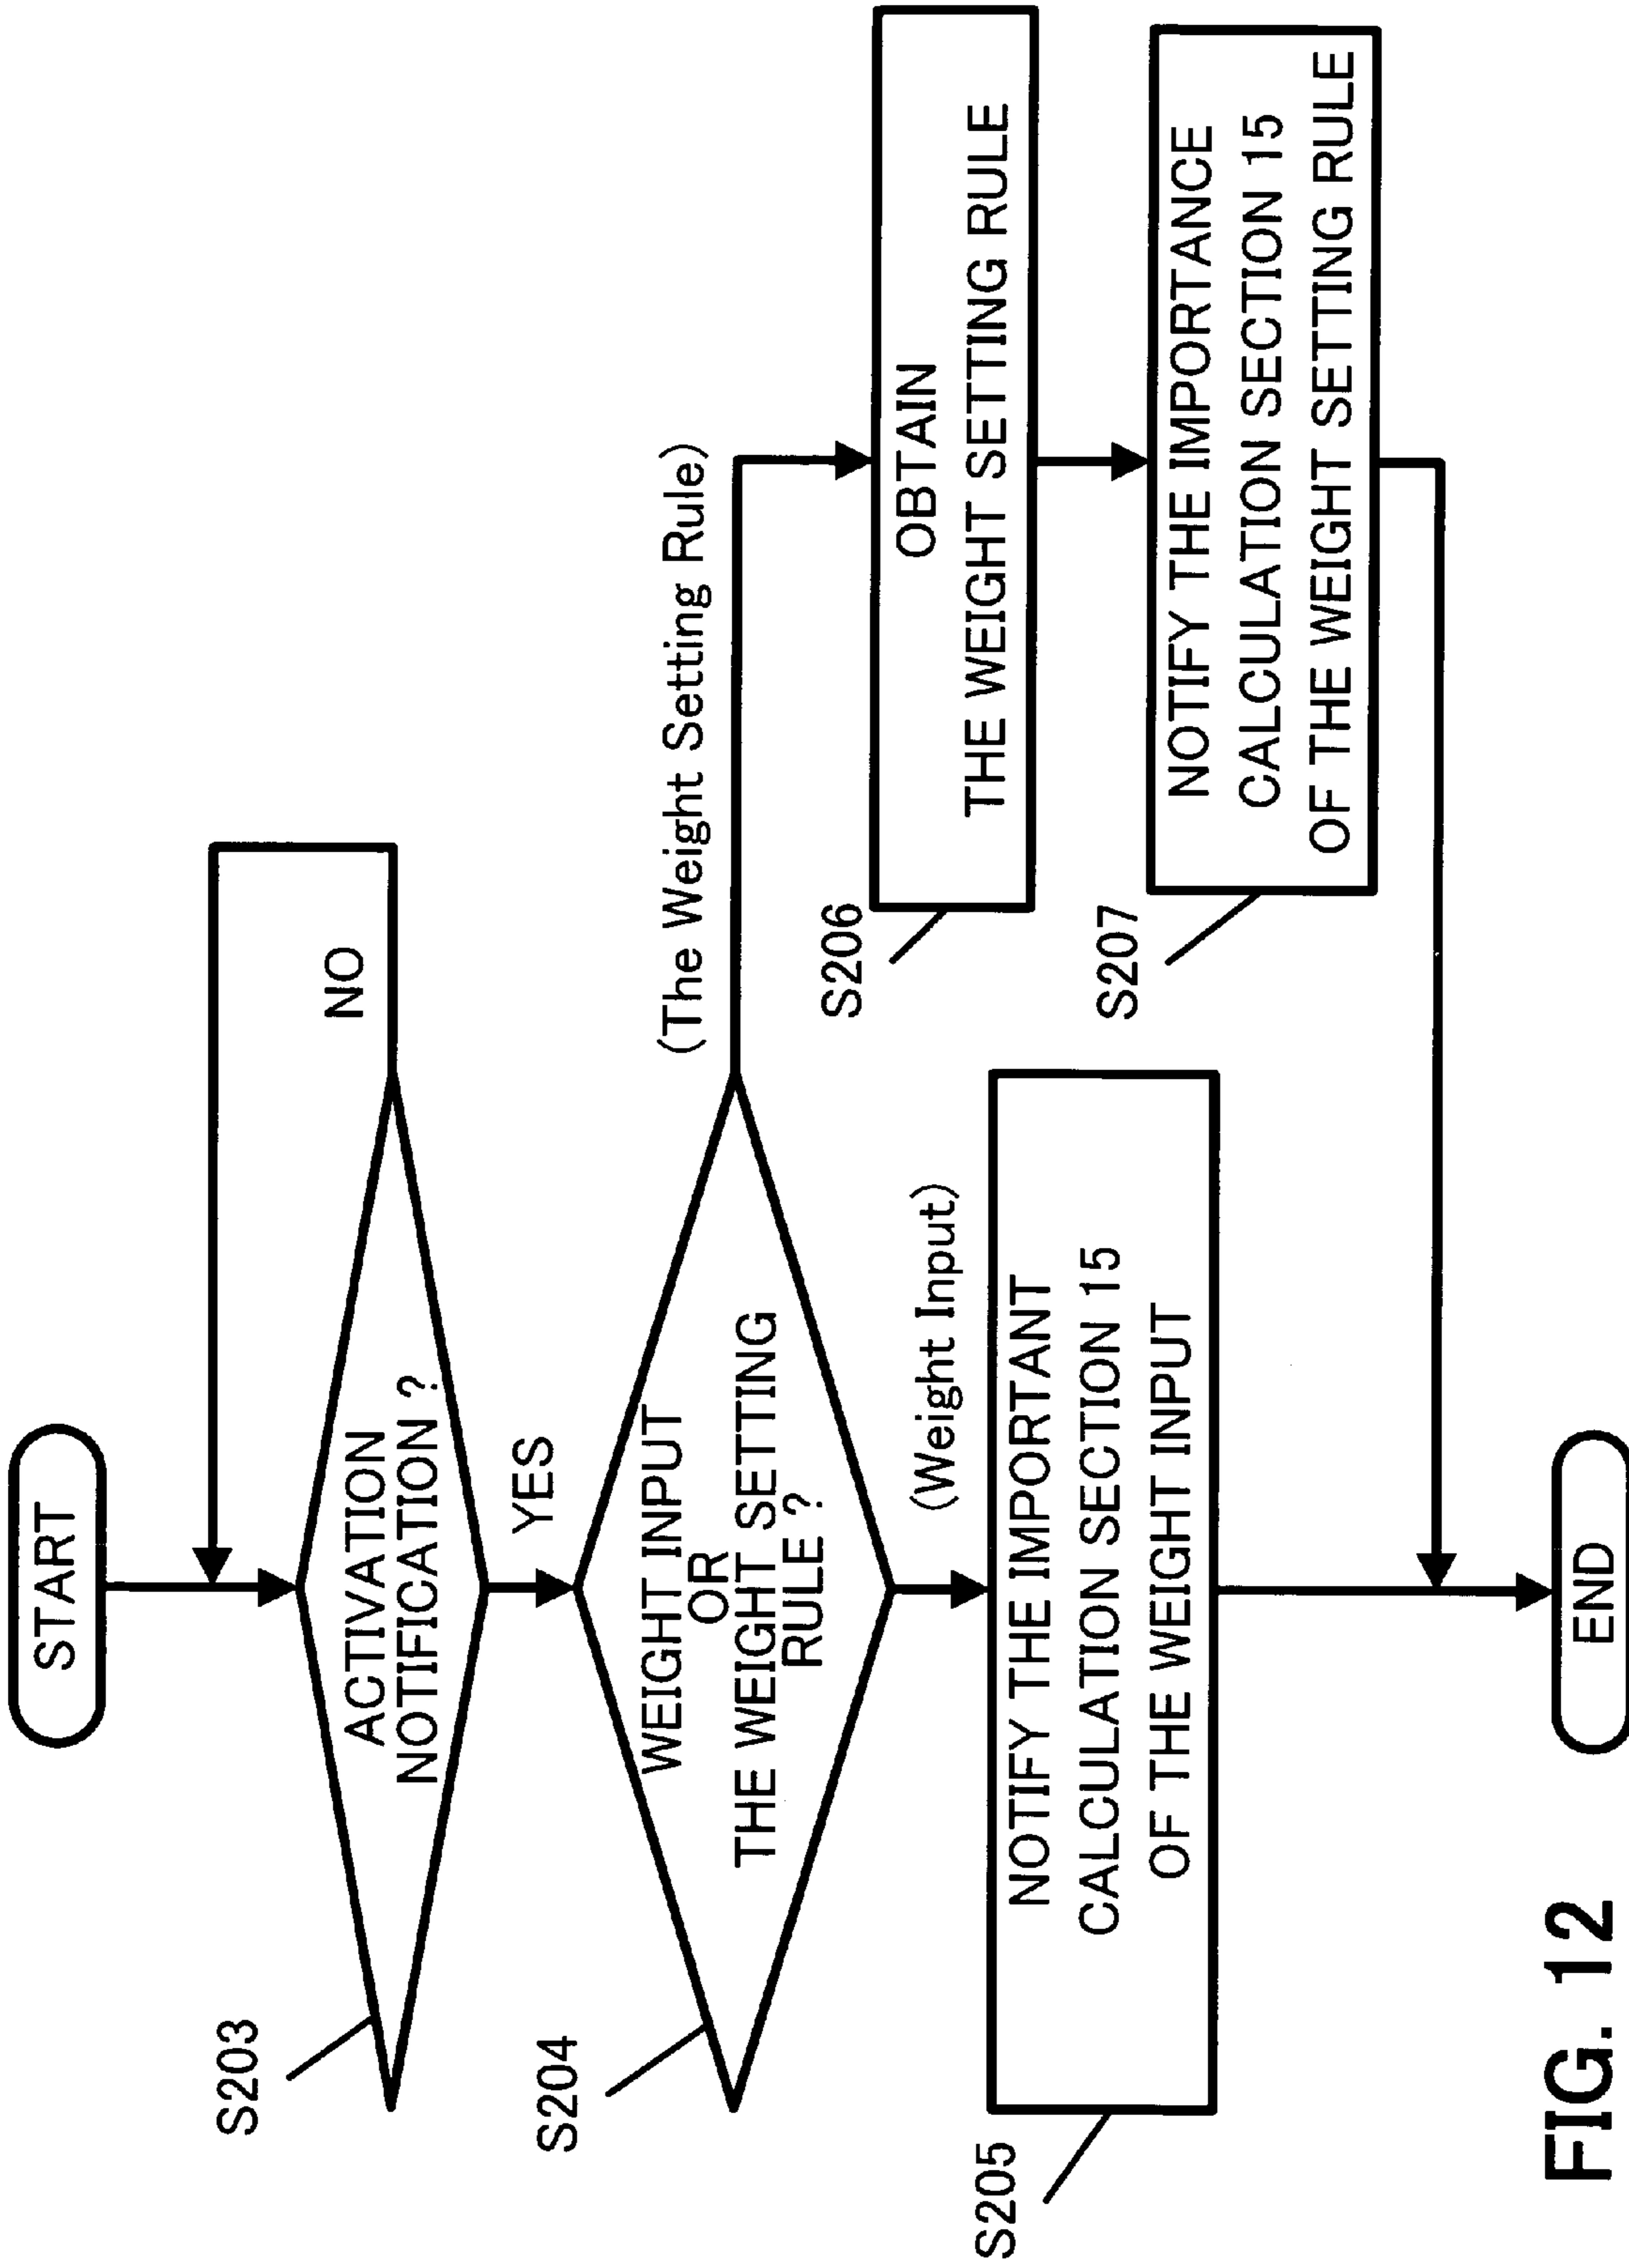 START
S203
ACTIVATION
NOTIFICATION ?
NO
YES
S204
WEIGHT INPUT
OR
THE WEIGHT SETTING
RULE ?
(The Weight Setting Rule)
(Weight Input)
S205
NOTIFY THE IMPORTANT
CALCULATION SECTION 15
OF THE WEIGHT INPUT
S206
OBTAIN
THE WEIGHT SETTING RULE
S207
NOTIFY THE IMPORTANCE
CALCULATION SECTION 15
OF THE WEIGHT SETTING RULE
END
FIG. 12